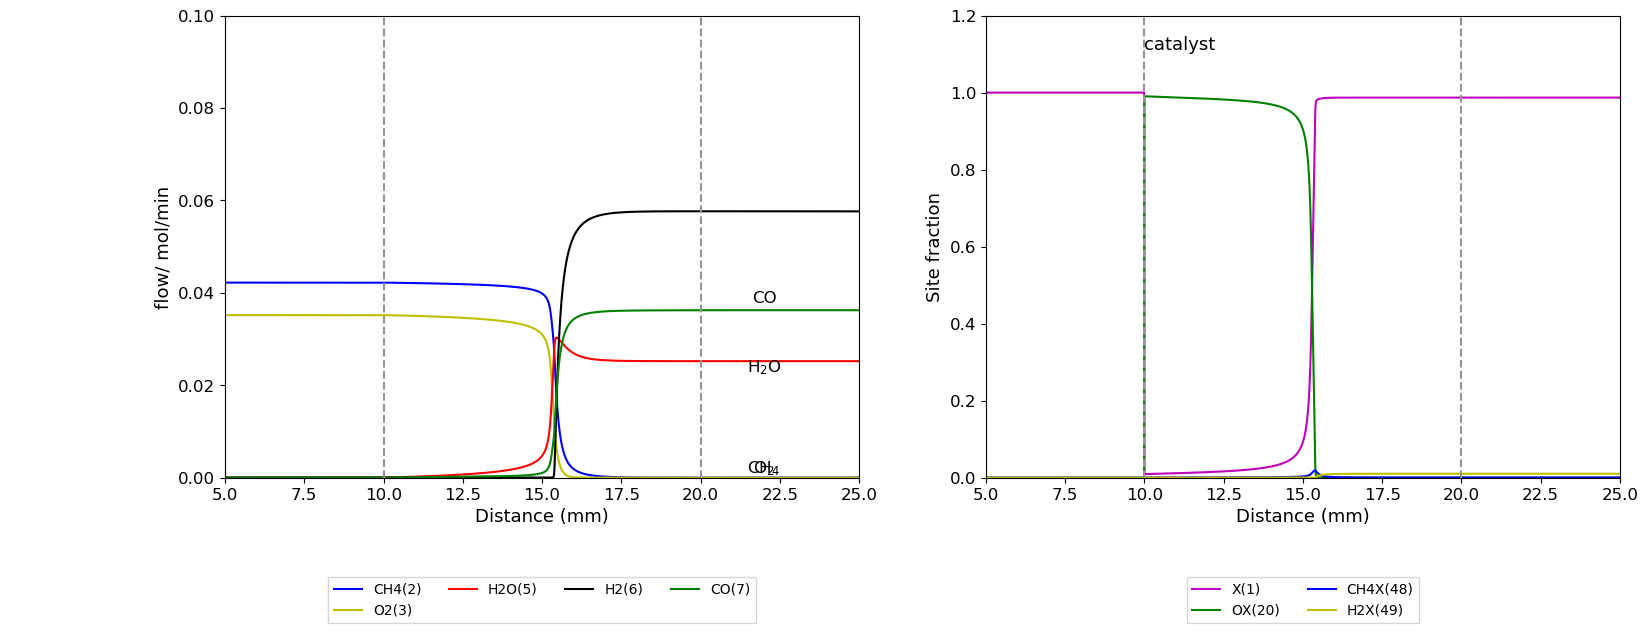 0.10
0.08
0.06
0.04
0.02
0.00
flow/ mol/min
CO
H₂O
CH₄
O₂
5.0 7.5 10.0 12.5 15.0 17.5 20.0 22.5 25.0
Distance (mm)
CH4(2) H2O(5) H2(6) CO(7)
O2(3)
1.2
1.0
0.8
0.6
0.4
0.2
0.0
Site fraction
catalyst
5.0 7.5 10.0 12.5 15.0 17.5 20.0 22.5 25.0
Distance (mm)
X(1) CH4X(48)
OX(20) H2X(49)